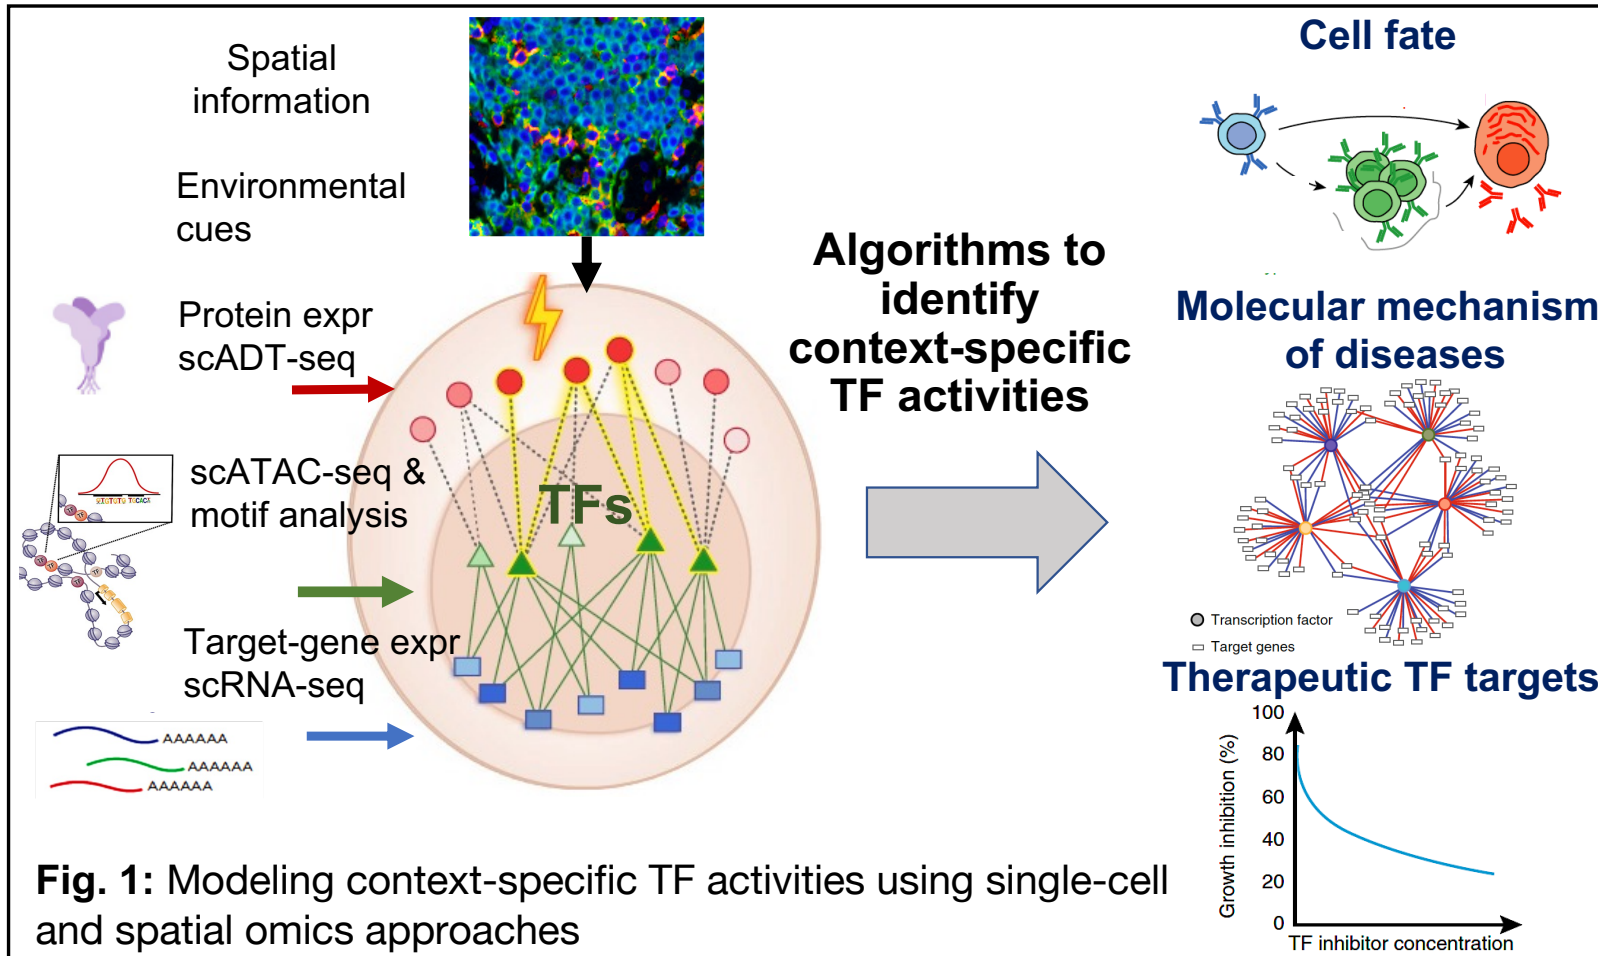 Spatial
information
Environmental
cues
Protein expr
scADT-seq
scATAC-seq &
motif analysis
Target-gene expr
scRNA-seq
AAAAAA
AAAAAA
AAAAAA
TFs
Algorithms to
identify
context-specific
TF activities
Cell fate
Molecular mechanism
of diseases
Transcription factor
Target genes
Therapeutic TF targets
Growth inhibition (%)
100
80
60
40
20
0
TF inhibitor concentration
Fig. 1: Modeling context-specific TF activities using single-cell
and spatial omics approaches